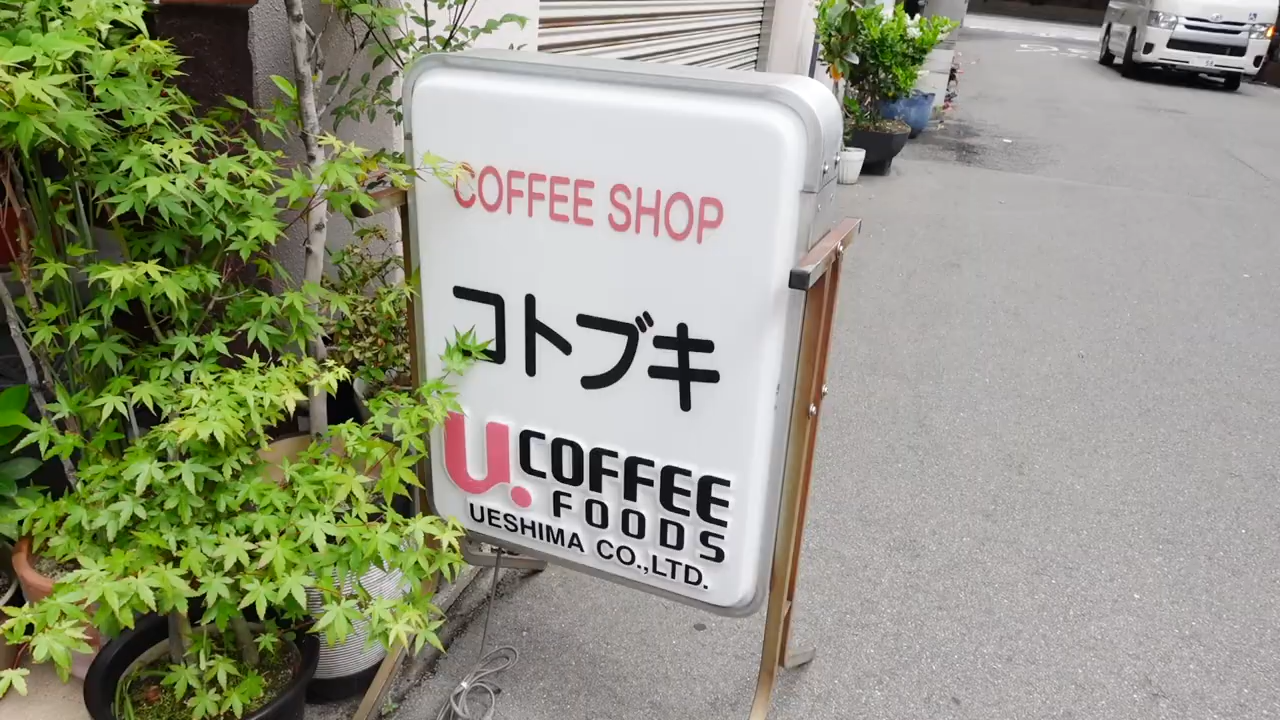 COFFEE SHOP
コトブキ
U. COFFEE
FOODS
UESHIMA CO.,LTD.